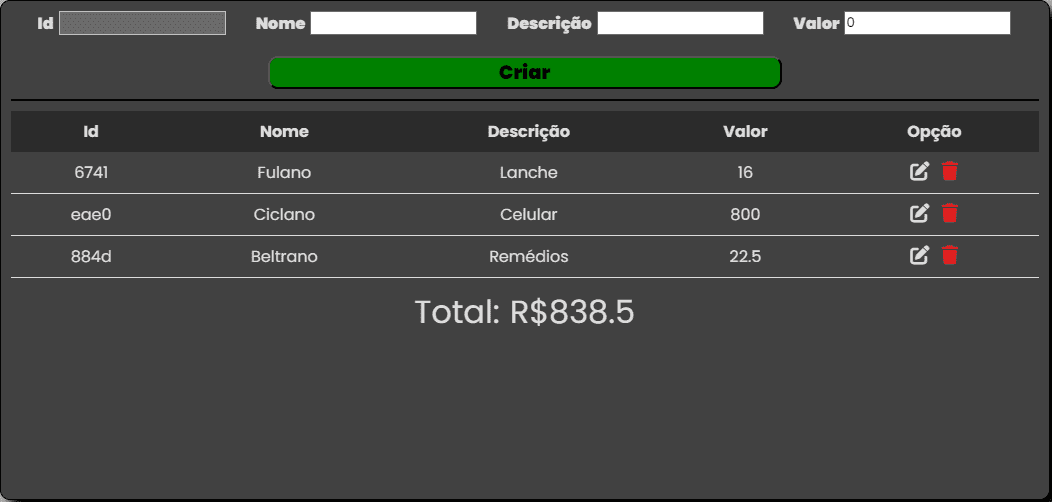 Id Nome Descrição Valor 0
Criar
Id Nome Descrição Valor Opção
6741 Fulano Lanche 16
eae0 Ciclano Celular 800
884d Beltrano Remédios 22.5
Total: R$838.5